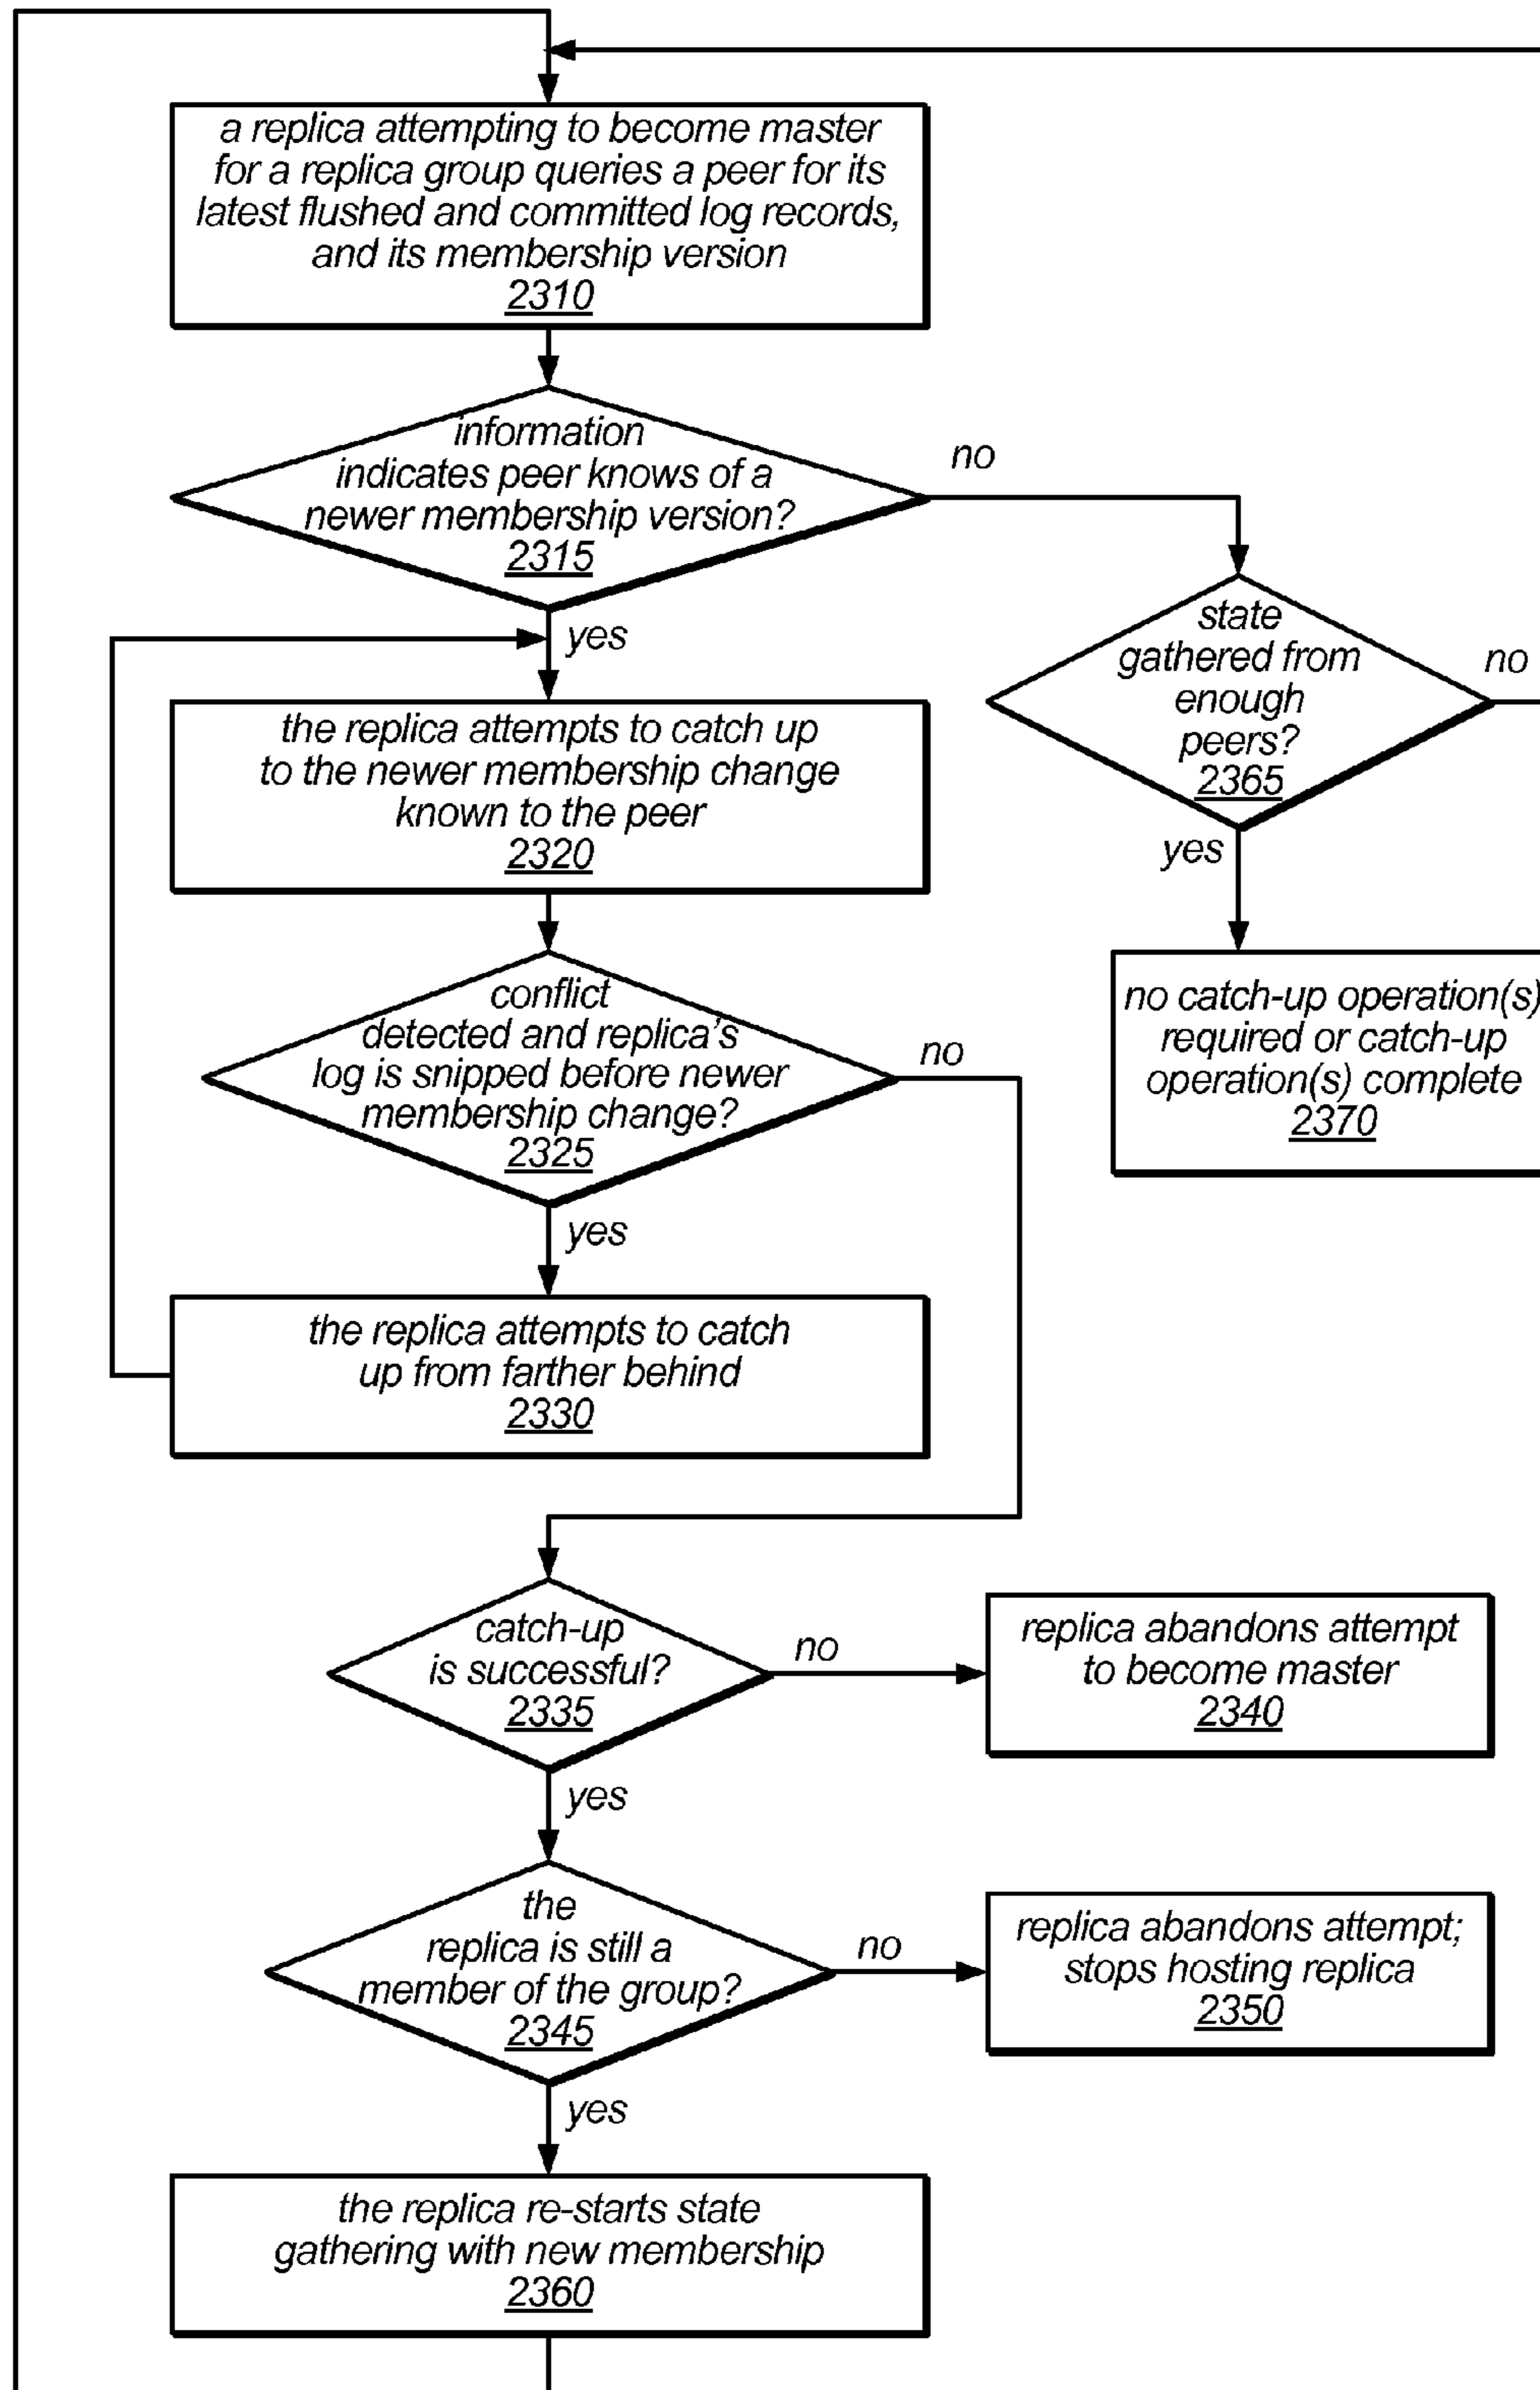 a replica attempting to become master
for a replica group queries a peer for its
latest flushed and committed log records,
and its membership version
2310
information
indicates peer knows of a
newer membership version?
2315
no
yes
state
gathered from
enough
peers?
2365
no
yes
the replica attempts to catch up
to the newer membership change
known to the peer
2320
conflict
detected and replica's
log is snipped before newer
membership change?
2325
no
yes
no catch-up operation(s)
required or catch-up
operation(s) complete
2370
the replica attempts to catch
up from farther behind
2330
catch-up
is successful?
2335
no
yes
replica abandons attempt
to become master
2340
the
replica is still a
member of the group?
2345
no
yes
replica abandons attempt;
stops hosting replica
2350
the replica re-starts state
gathering with new membership
2360